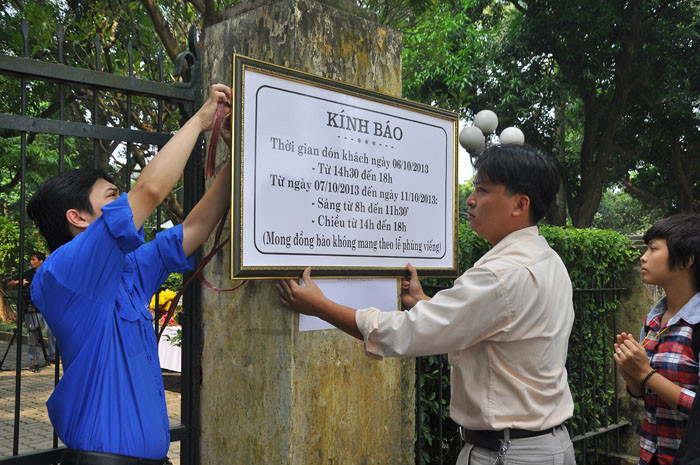 KÍNH BÁO
Thời gian đón khách ngày 06/10/2013
- Từ 14h30 đến 18h
Từ ngày 07/10/2013 đến ngày 11/10/2013:
- Sáng từ 8h đến 11h30'
- Chiều từ 14h đến 18h
(Mong đồng bào không mang theo lễ phúng viếng)